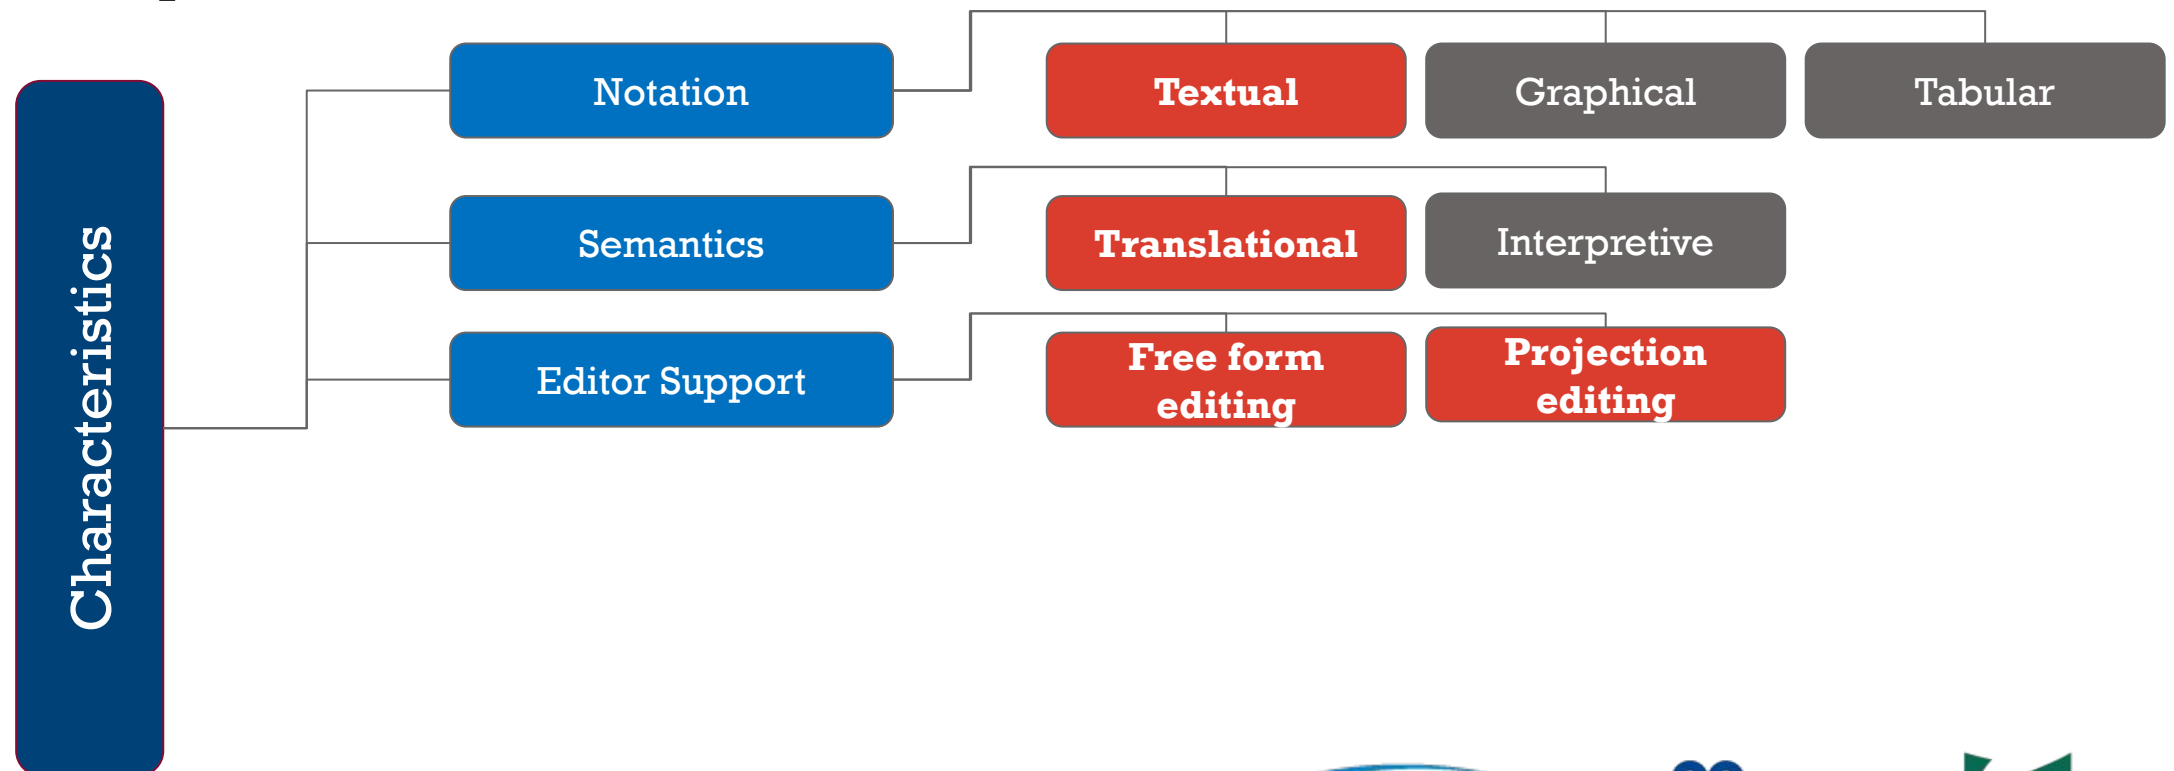 Characteristics
Notation
Textual
Graphical
Tabular
Semantics
Translational
Interpretive
Editor Support
Free form
editing
Projection
editing